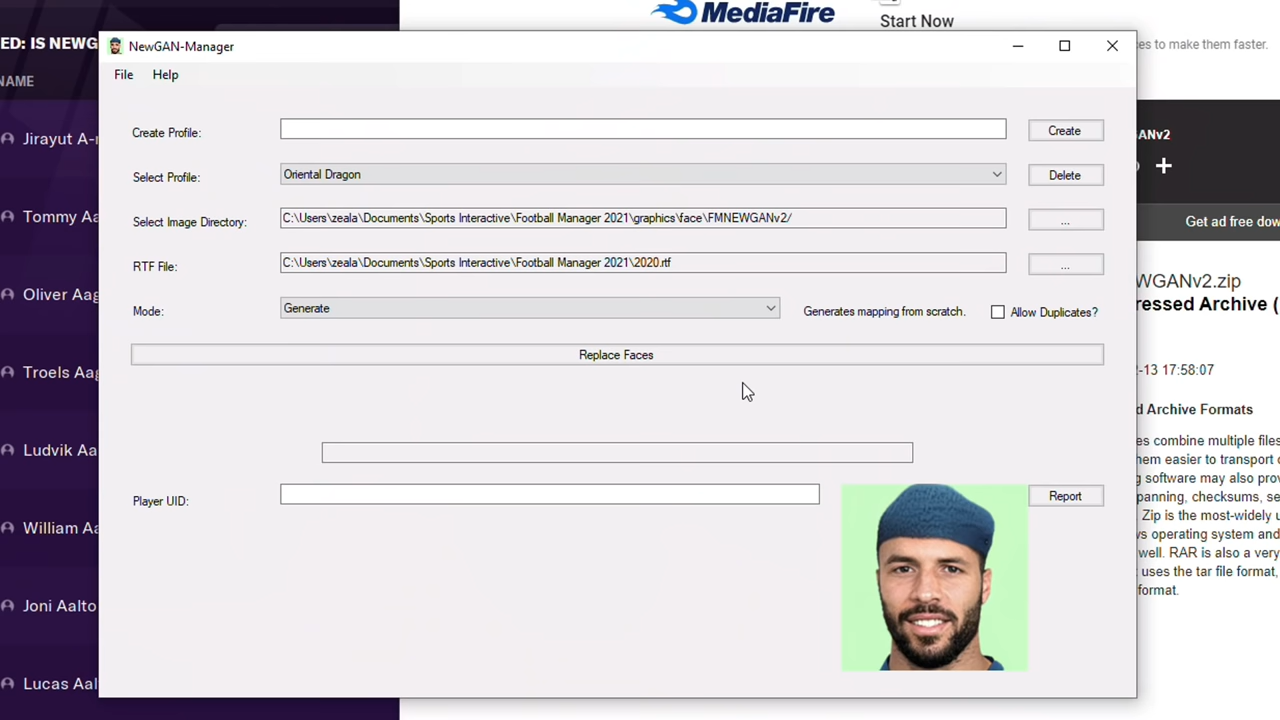 MediaFire
Start Now
ED: IS NEWG
NewGAN-Manager
es to make them faster.
File Help
NAME
Create Profile:
Create
ANv2
Jirayut A-
Select Profile:
Oriental Dragon
Delete
Tommy Aa
Select Image Directory:
C:\Users\zeala\Documents\Sports Interactive\Football Manager 2021\graphics\face\FMNEWGANv2/
...
Get ad free dow
RTF File:
C:\Users\zeala\Documents\Sports Interactive\Football Manager 2021\2020.rtf
...
WGANv2.zip
Oliver Aag
Mode:
Generate
Generates mapping from scratch.
Allow Duplicates?
ressed Archive (
Replace Faces
Troels Aag
-13 17:58:07
d Archive Formats
es combine multiple files
Ludvik Aa
em easier to transport
g software may also prov
Player UID:
Report
panning, checksums, se
Zip is the most-widely u
William Aa
ws operating system and
well. RAR is also a very
uses the tar file format,
format.
Joni Aalto
Lucas Aal